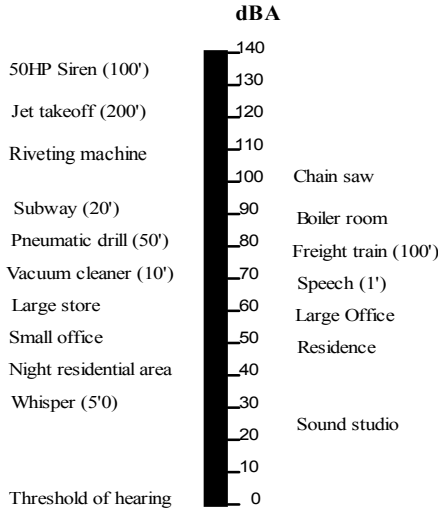 dBA
140
50HP Siren (100')
130
Jet takeoff (200')
120
110
Riveting machine
100
Chain saw
Subway (20')
90
Boiler room
Pneumatic drill (50')
80
Freight train (100')
Vacuum cleaner (10')
70
Speech (1')
Large store
60
Large Office
Small office
50
Residence
Night residential area
40
Whisper (5'0)
30
Sound studio
20
10
Threshold of hearing
0